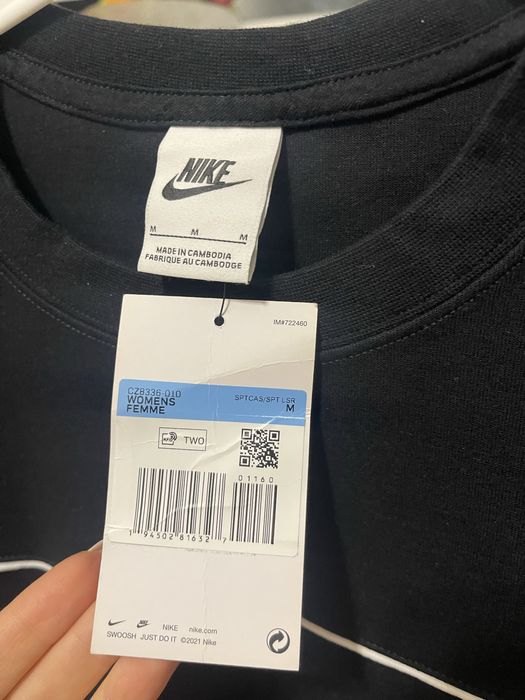 NIKE
M M M
MADE IN CAMBODIA
FABRIQUE AU CAMBODGE
IM#722460
CZ8336-010 SPTCAS/SPT LSR
WOMENS M
FEMME
TWO
01160
1 94502 81632 7
NIKE nike.com
SWOOSH JUST DO IT ©2021 Nike